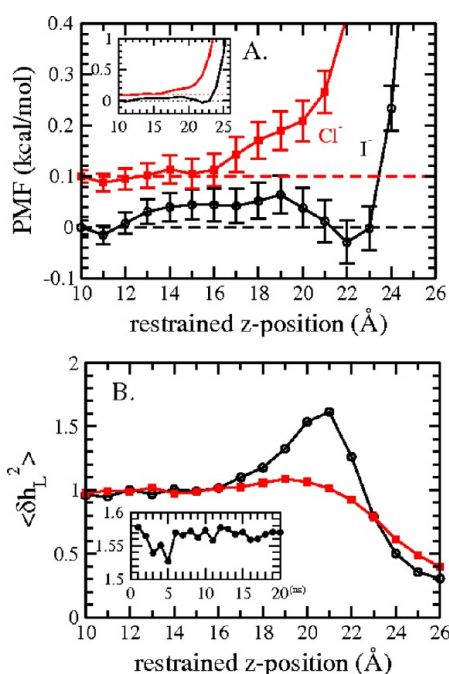 0.4
0.3
0.2
0.1
0
-0.1
PMF (kcal/mol)
1
0.5
0
10 15 20 25
A.
Cl⁻
I⁻
10 12 14 16 18 20 22 24 26
restrained z-position (Å)
B.
2
1.5
1
0.5
0
<δh_L²>
1.6
1.55
1.5
0 5 10 15 20 (ns)
10 12 14 16 18 20 22 24 26
restrained z-position (Å)